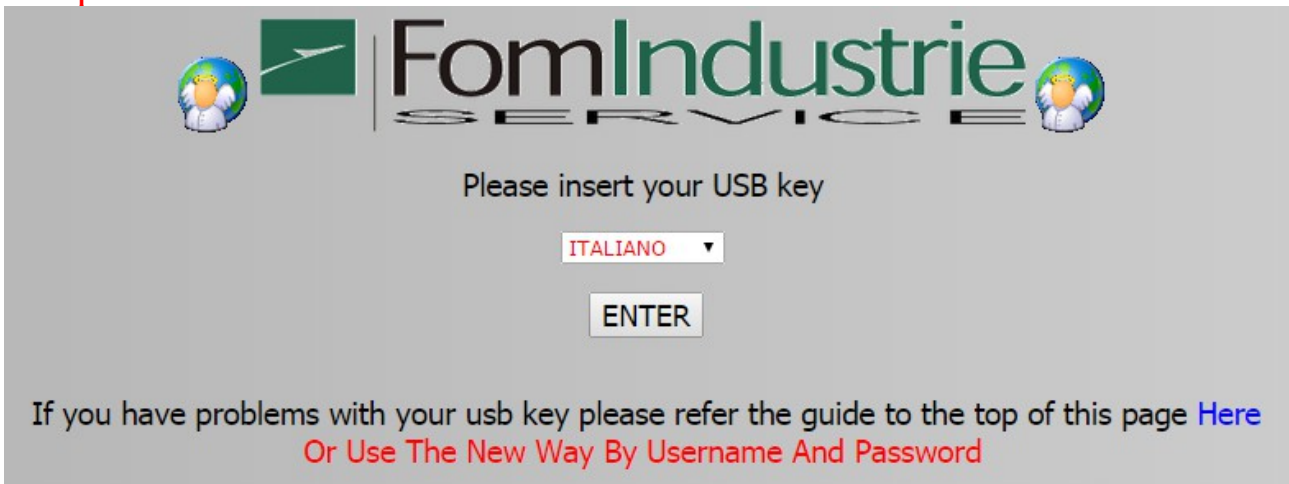 FomIndustrie
SERVICE
Please insert your USB key
ITALIANO
ENTER
If you have problems with your usb key please refer the guide to the top of this page Here
Or Use The New Way By Username And Password